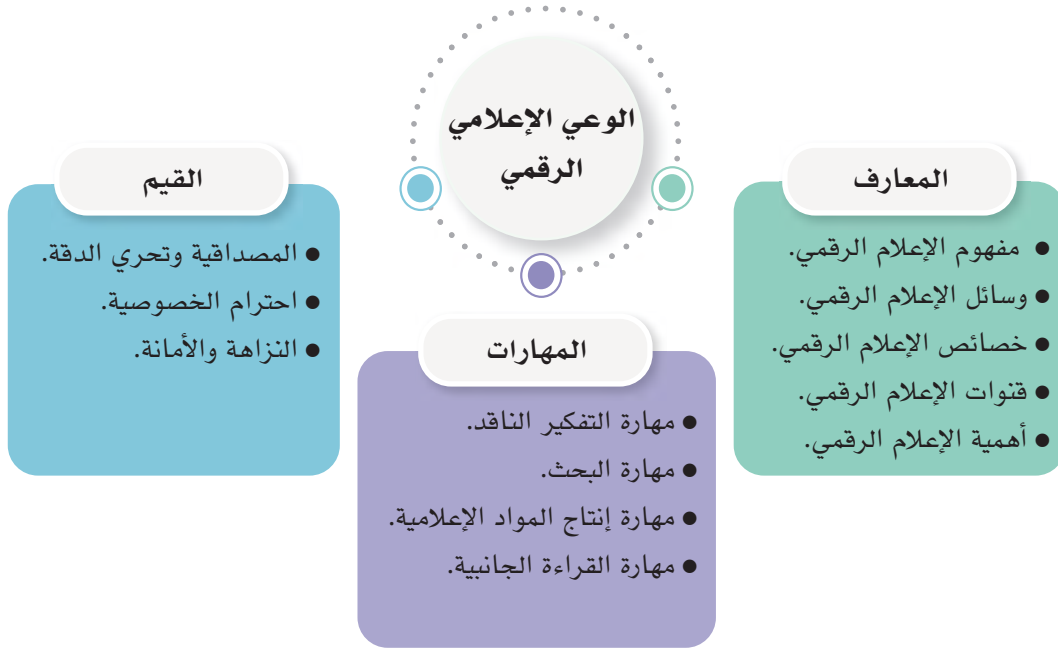 الوعي الإعلامي
الرقمي
المعارف
● مفهوم الإعلام الرقمي.
● وسائل الإعلام الرقمي.
● خصائص الإعلام الرقمي.
● قنوات الإعلام الرقمي.
● أهمية الإعلام الرقمي.
المهارات
● مهارة التفكير الناقد.
● مهارة البحث.
● مهارة إنتاج المواد الإعلامية.
● مهارة القراءة الجانبية.
القيم
● المصداقية وتحري الدقة.
● احترام الخصوصية.
● النزاهة والأمانة.